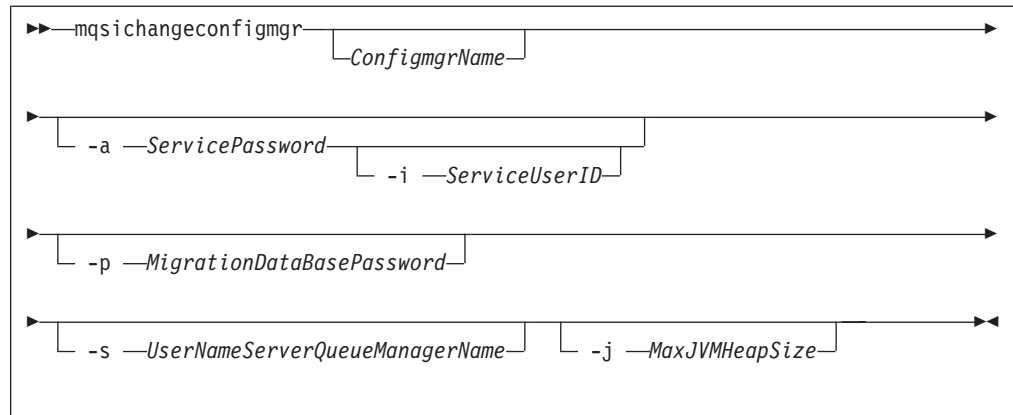 mqsichangeconfigmgr
ConfigmgrName
-a ServicePassword
-i ServiceUserID
-p MigrationDataBasePassword
-s UserNameServerQueueManagerName -j MaxJVMHeapSize